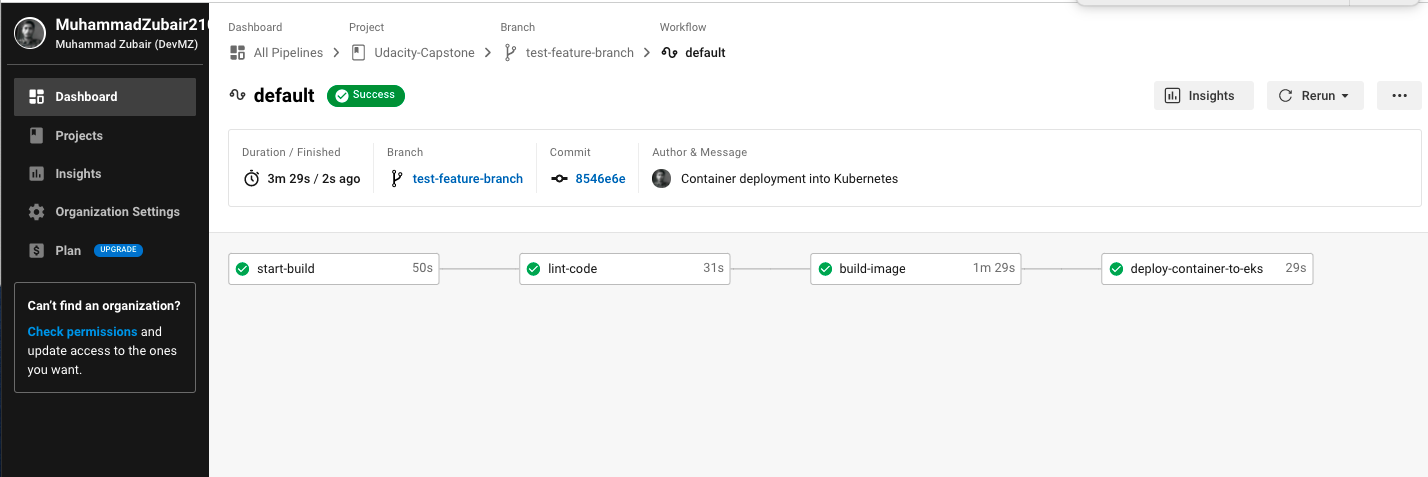 MuhammadZubair210
Muhammad Zubair (DevMZ)
Dashboard
Projects
Insights
Organization Settings
Plan UPGRADE
Can't find an organization?
Check permissions and
update access to the ones
you want.
Dashboard Project Branch Workflow
All Pipelines Udacity-Capstone test-feature-branch default
default Success Insights Rerun
Duration / Finished Branch Commit Author & Message
3m 29s / 2s ago test-feature-branch 8546e6e Container deployment into Kubernetes
start-build 50s lint-code 31s build-image 1m 29s deploy-container-to-eks 29s